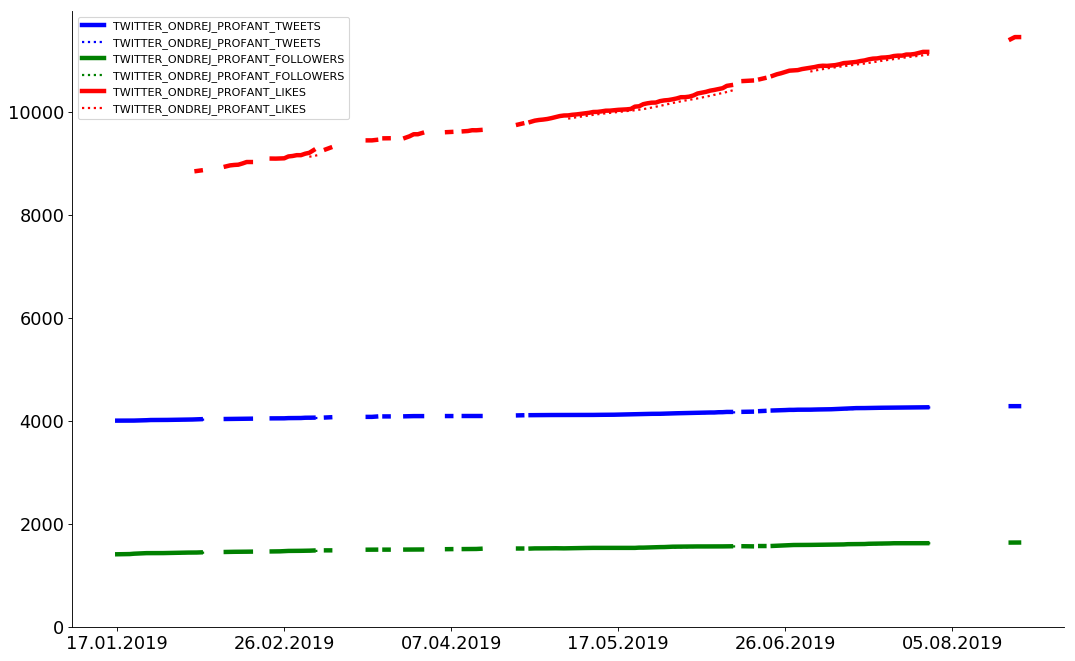 TWITTER_ONDREJ_PROFANT_TWEETS
TWITTER_ONDREJ_PROFANT_TWEETS
TWITTER_ONDREJ_PROFANT_FOLLOWERS
TWITTER_ONDREJ_PROFANT_FOLLOWERS
TWITTER_ONDREJ_PROFANT_LIKES
TWITTER_ONDREJ_PROFANT_LIKES
10000
8000
6000
4000
2000
0
17.01.2019 26.02.2019 07.04.2019 17.05.2019 26.06.2019 05.08.2019